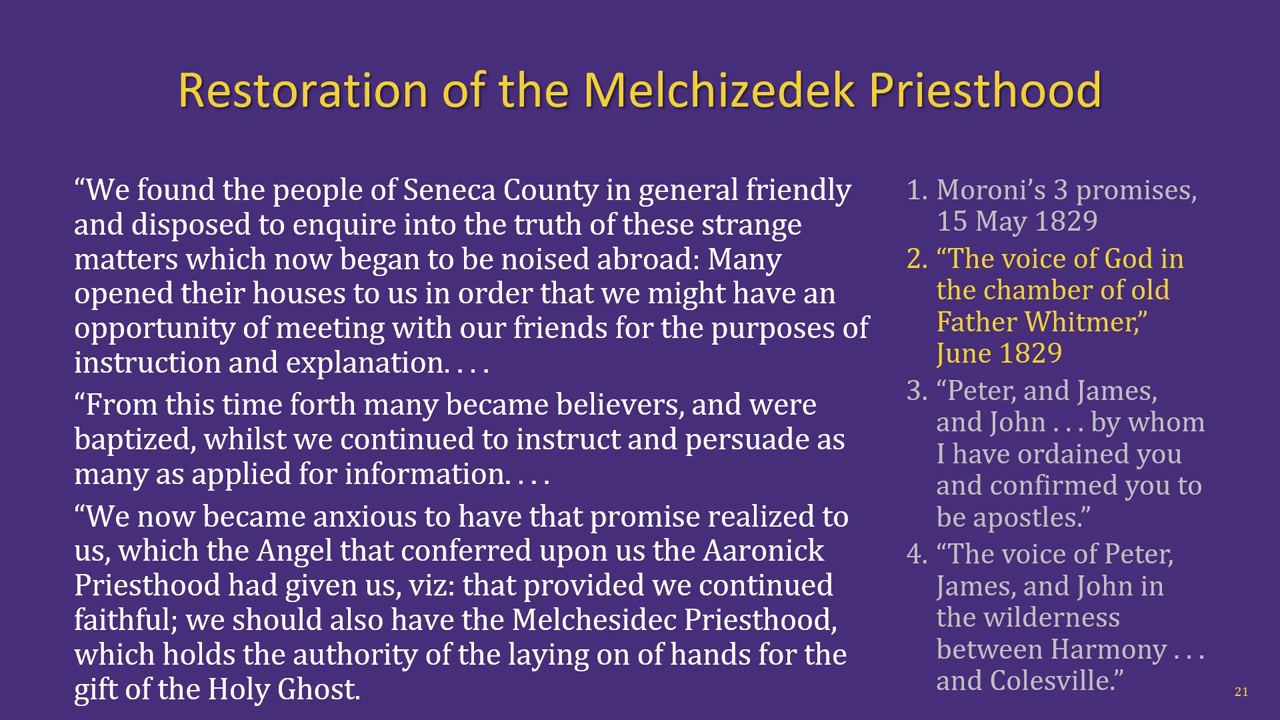 Restoration of the Melchizedek Priesthood
“We found the people of Seneca County in general friendly
and disposed to enquire into the truth of these strange
matters which now began to be noised abroad: Many
opened their houses to us in order that we might have an
opportunity of meeting with our friends for the purposes of
instruction and explanation. . . .
“From this time forth many became believers, and were
baptized, whilst we continued to instruct and persuade as
many as applied for information. . . .
“We now became anxious to have that promise realized to
us, which the Angel that conferred upon us the Aaronick
Priesthood had given us, viz: that provided we continued
faithful; we should also have the Melchesidec Priesthood,
which holds the authority of the laying on of hands for the
gift of the Holy Ghost.
1. Moroni’s 3 promises,
15 May 1829
2. “The voice of God in
the chamber of old
Father Whitmer,”
June 1829
3. “Peter, and James,
and John . . . by whom
I have ordained you
and confirmed you to
be apostles.”
4. “The voice of Peter,
James, and John in
the wilderness
between Harmony . . .
and Colesville.”
21